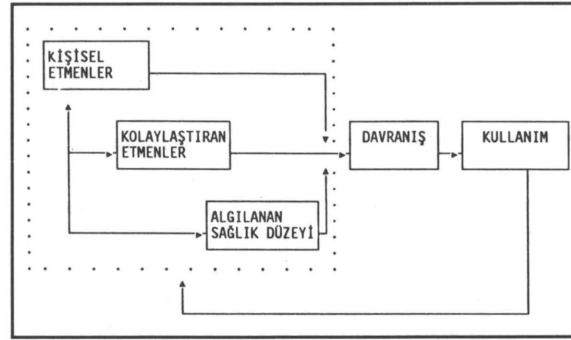 KİŞİSEL
ETMENLER
KOLAYLAŞTIRAN
ETMENLER
DAVRANIŞ
KULLANIM
ALGILANAN
SAĞLIK DÜZEYİ